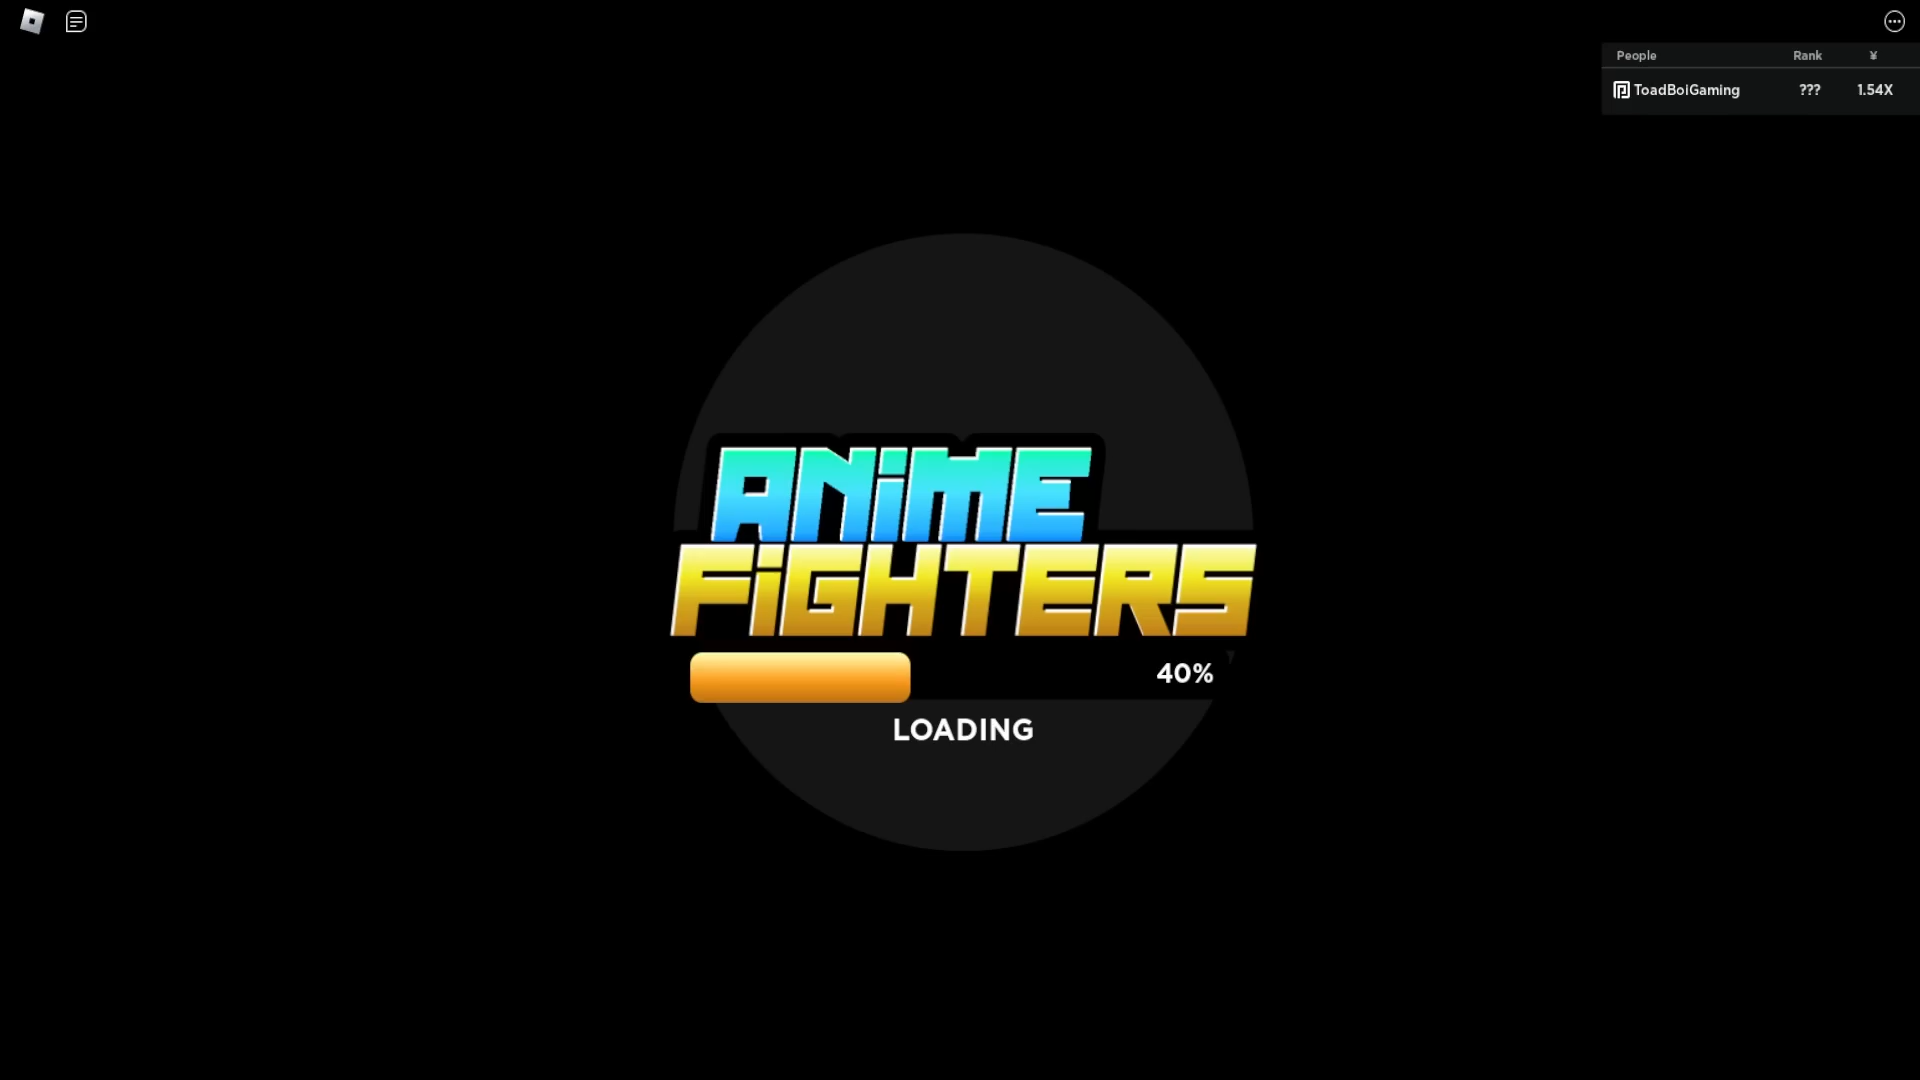 People Rank ¥
ToadBoiGaming ??? 1.54X
ANiME
FiGHTERS
40%
LOADING